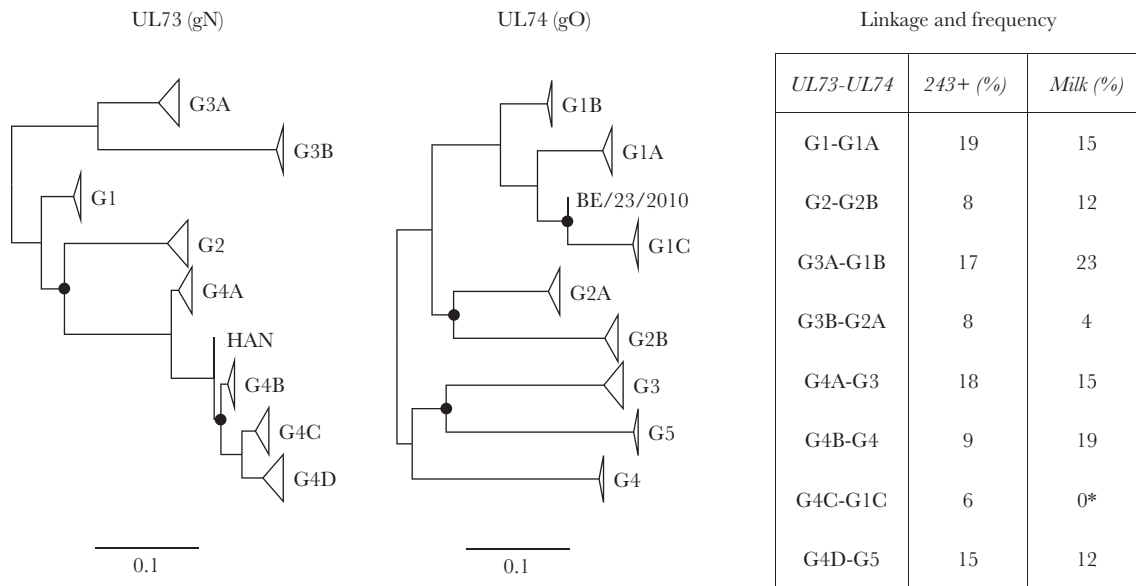 UL73 (gN)
G3A
G3B
G1
G2
G4A
HAN
G4B
G4C
G4D
0.1
UL74 (gO)
G1B
G1A
BE/23/2010
G1C
G2A
G2B
G3
G5
G4
0.1
Linkage and frequency
UL73-UL74 243+ (%) Milk (%)
G1-G1A 19 15
G2-G2B 8 12
G3A-G1B 17 23
G3B-G2A 8 4
G4A-G3 18 15
G4B-G4 9 19
G4C-G1C 6 0*
G4D-G5 15 12